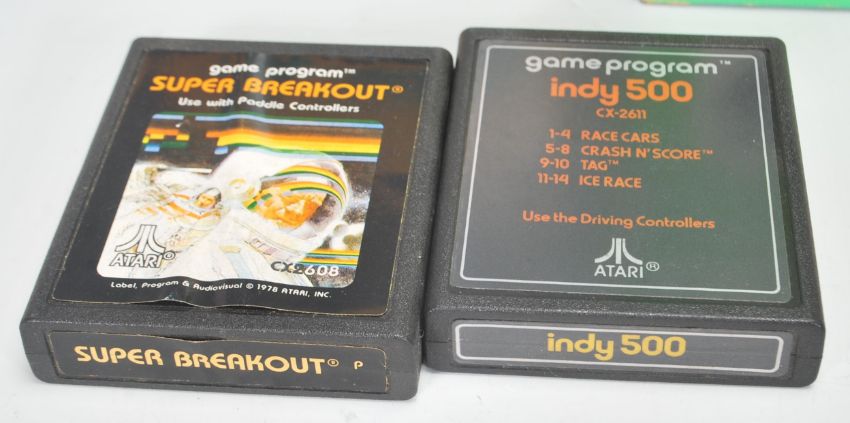 game program™
SUPER BREAKOUT®
Use with Paddle Controllers
ATARI®
CX2608
Label, Program & Audiovisual © 1978 ATARI, INC.
SUPER BREAKOUT® P
game program™
indy 500
CX-2611
1-4 RACE CARS
5-8 CRASH N' SCORE™
9-10 TAG™
11-14 ICE RACE
Use the Driving Controllers
ATARI®
indy 500